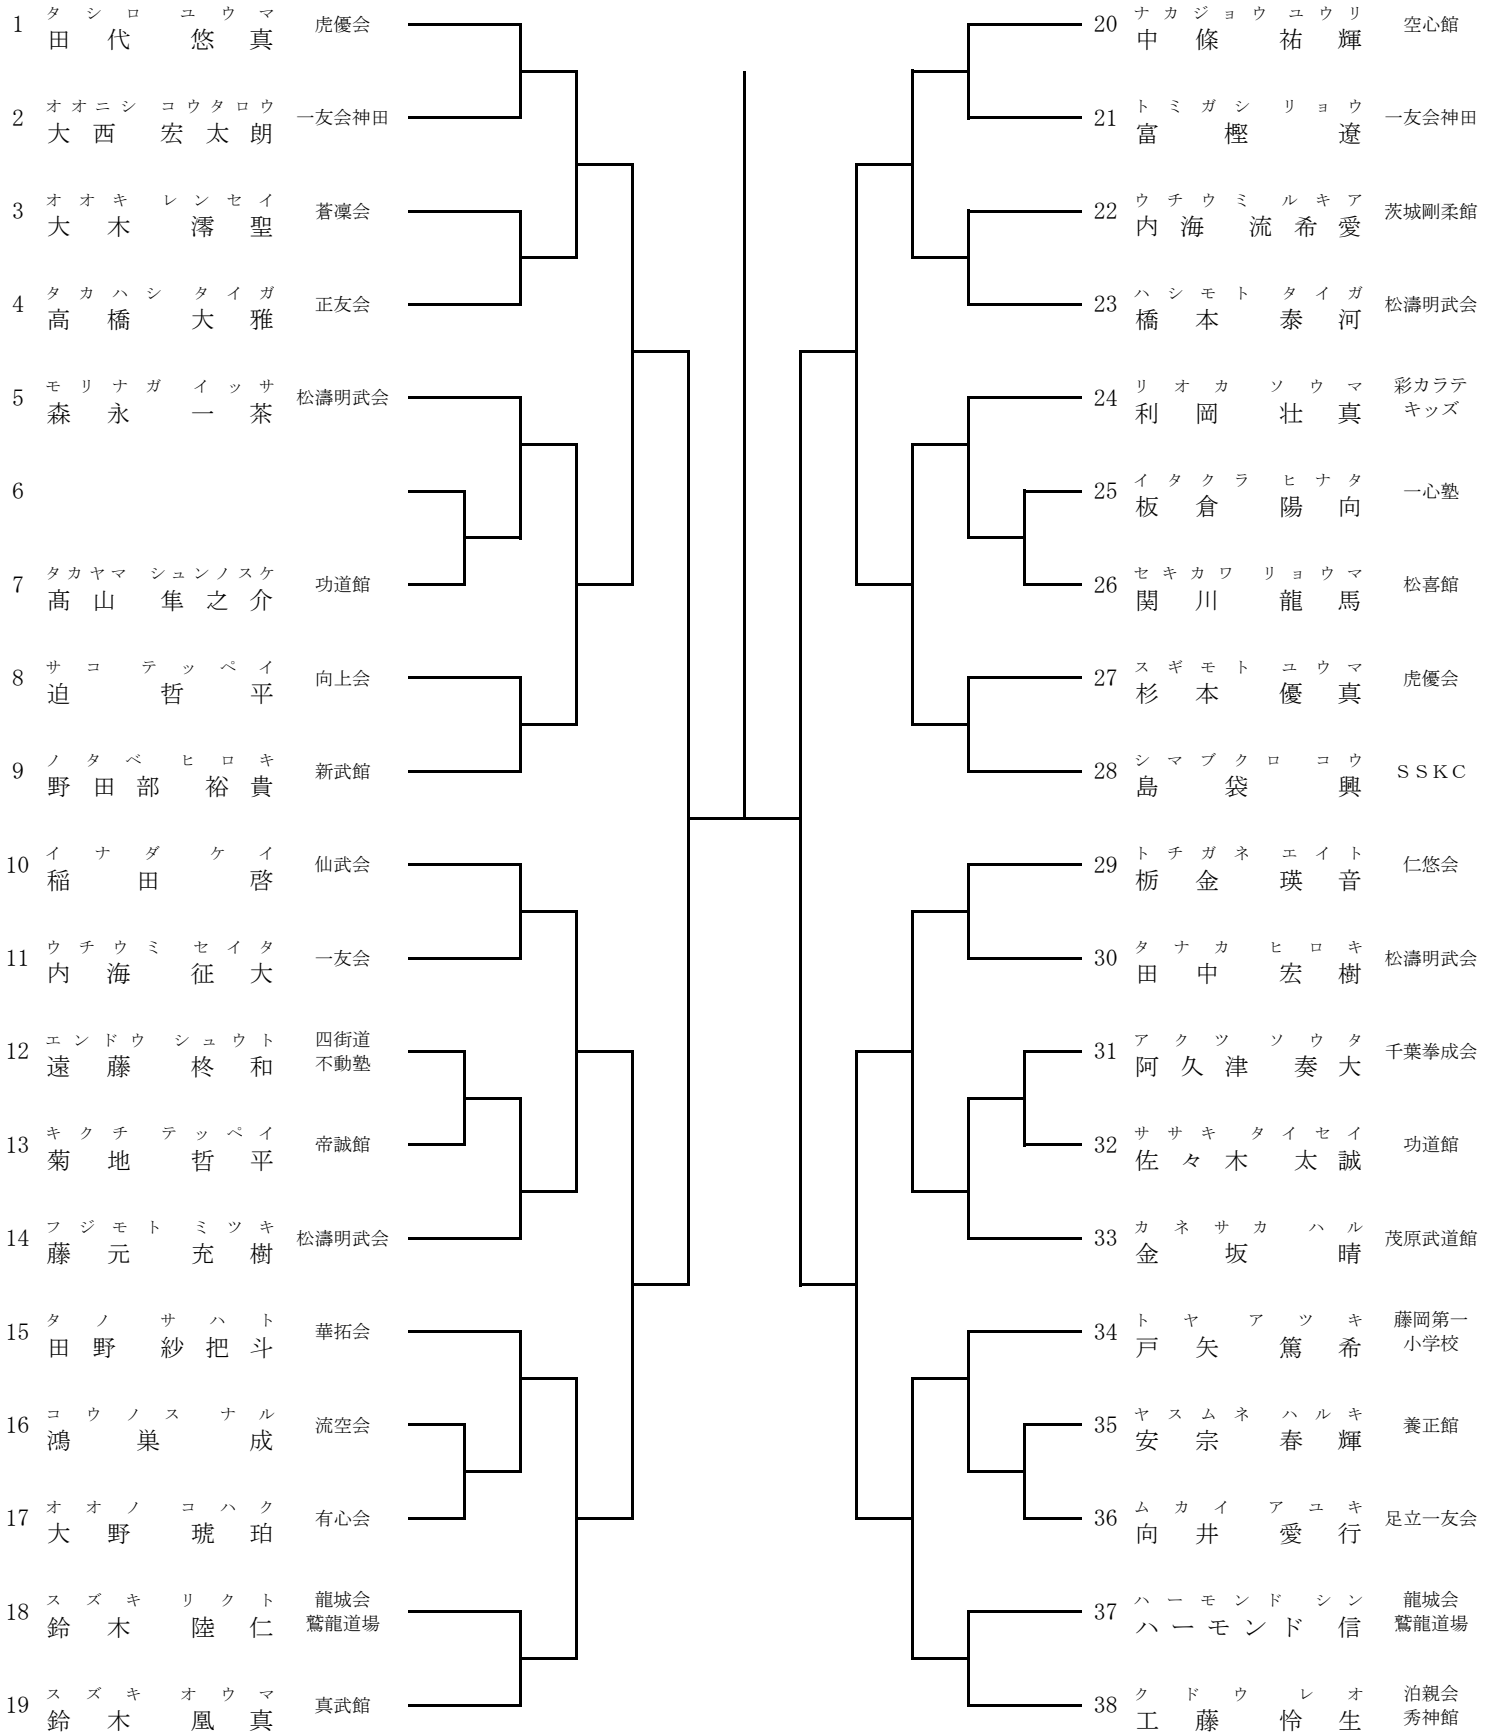 タシロ ユウマ
1 田代 悠真 虎優会
オオニシ コウタロウ
2 大西 宏太朗 一友会神田
オオキ レンセイ
3 大木 澪聖 蒼凜会
タカハシ タイガ
4 高橋 大雅 正友会
モリナガ イッサ
5 森永 一茶 松濤明武会
6
タカヤマ シュンノスケ
7 髙山 隼之介 功道館
サコ テッペイ
8 迫 哲平 向上会
ノタベ ヒロキ
9 野田部 裕貴 新武館
イナダ ケイ
10 稲田 啓 仙武会
ウチウミ セイタ
11 内海 征大 一友会
エンドウ シュウト
12 遠藤 柊和 四街道
不動塾
キクチ テッペイ
13 菊地 哲平 帝誠館
フジモト ミツキ
14 藤元 充樹 松濤明武会
タノ サハト
15 田野 紗把斗 華拓会
コウノス ナル
16 鴻巣 成 流空会
オオノ コハク
17 大野 琥珀 有心会
スズキ リクト
18 鈴木 陸仁 龍城会
鷲龍道場
スズキ オウマ
19 鈴木 凰真 真武館
ナカジョウ ユウリ
20 中條 祐輝 空心館
トミガシ リョウ
21 富樫 遼 一友会神田
ウチウミ ルキア
22 内海 流希愛 茨城剛柔館
ハシモト タイガ
23 橋本 泰河 松濤明武会
リオカ ソウマ
24 利岡 壮真 彩カラテ
キッズ
イタクラ ヒナタ
25 板倉 陽向 一心塾
セキカワ リョウマ
26 関川 龍馬 松喜館
スギモト ユウマ
27 杉本 優真 虎優会
シマブクロ コウ
28 島袋 興 ＳＳＫＣ
トチガネ エイト
29 栃金 瑛音 仁悠会
タナカ ヒロキ
30 田中 宏樹 松濤明武会
アクツ ソウタ
31 阿久津 奏大 千葉拳成会
ササキ タイセイ
32 佐々木 太誠 功道館
カネサカ ハル
33 金坂 晴 茂原武道館
トヤ アツキ
34 戸矢 篤希 藤岡第一
小学校
ヤスムネ ハルキ
35 安宗 春輝 養正館
ムカイ アユキ
36 向井 愛行 足立一友会
ハーモンド シン
37 ハーモンド 信 龍城会
鷲龍道場
クドウ レオ
38 工藤 怜生 泊親会
秀神館